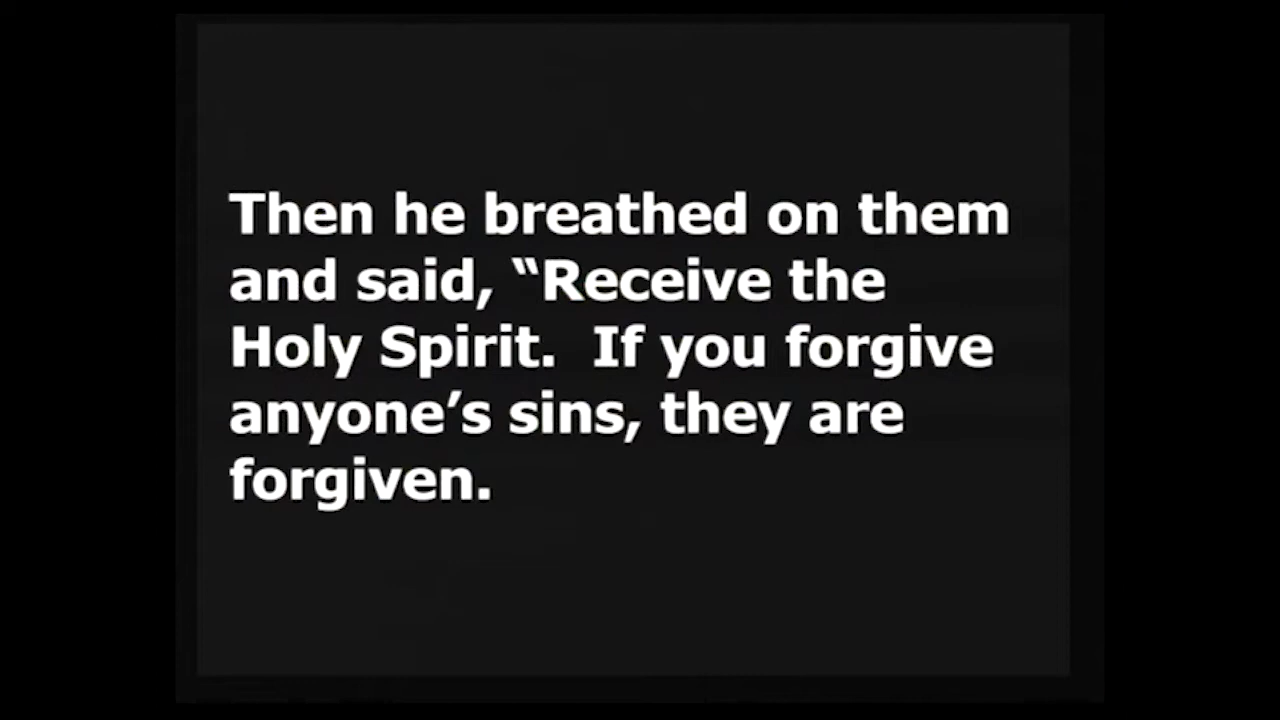 Then he breathed on them
and said, “Receive the
Holy Spirit.  If you forgive
anyone’s sins, they are
forgiven.